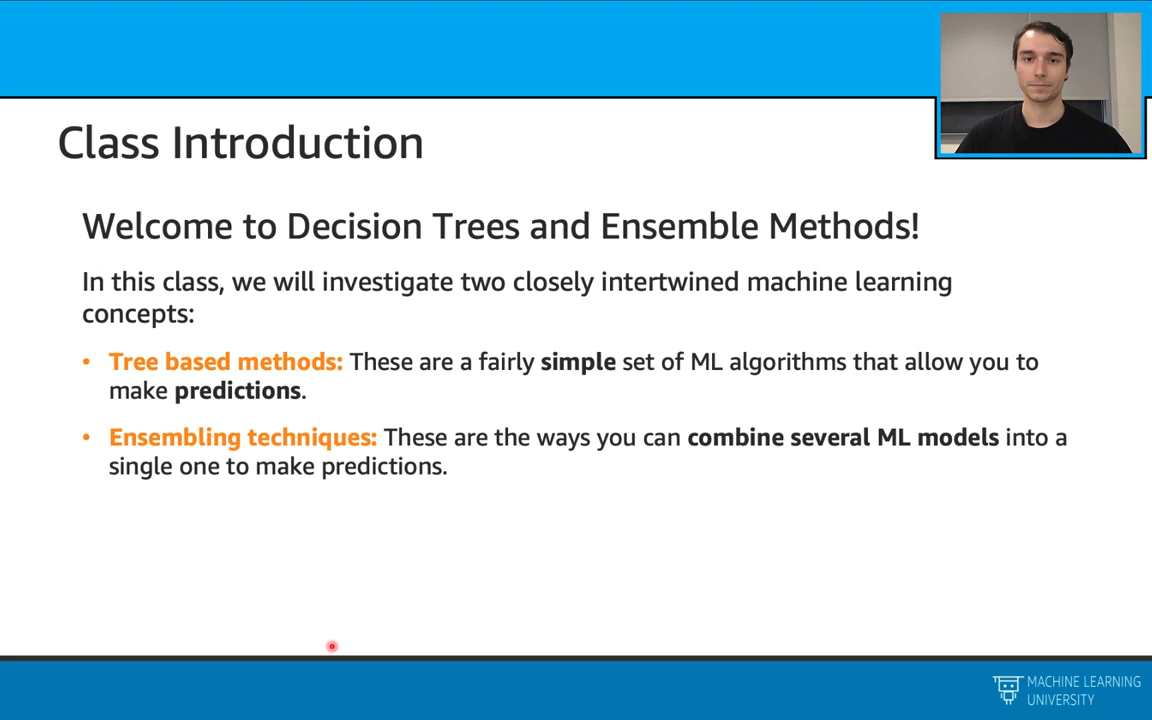 Class Introduction
Welcome to Decision Trees and Ensemble Methods!
In this class, we will investigate two closely intertwined machine learning
concepts:
• Tree based methods: These are a fairly simple set of ML algorithms that allow you to
make predictions.
• Ensembling techniques: These are the ways you can combine several ML models into a
single one to make predictions.
MACHINE LEARNING
UNIVERSITY